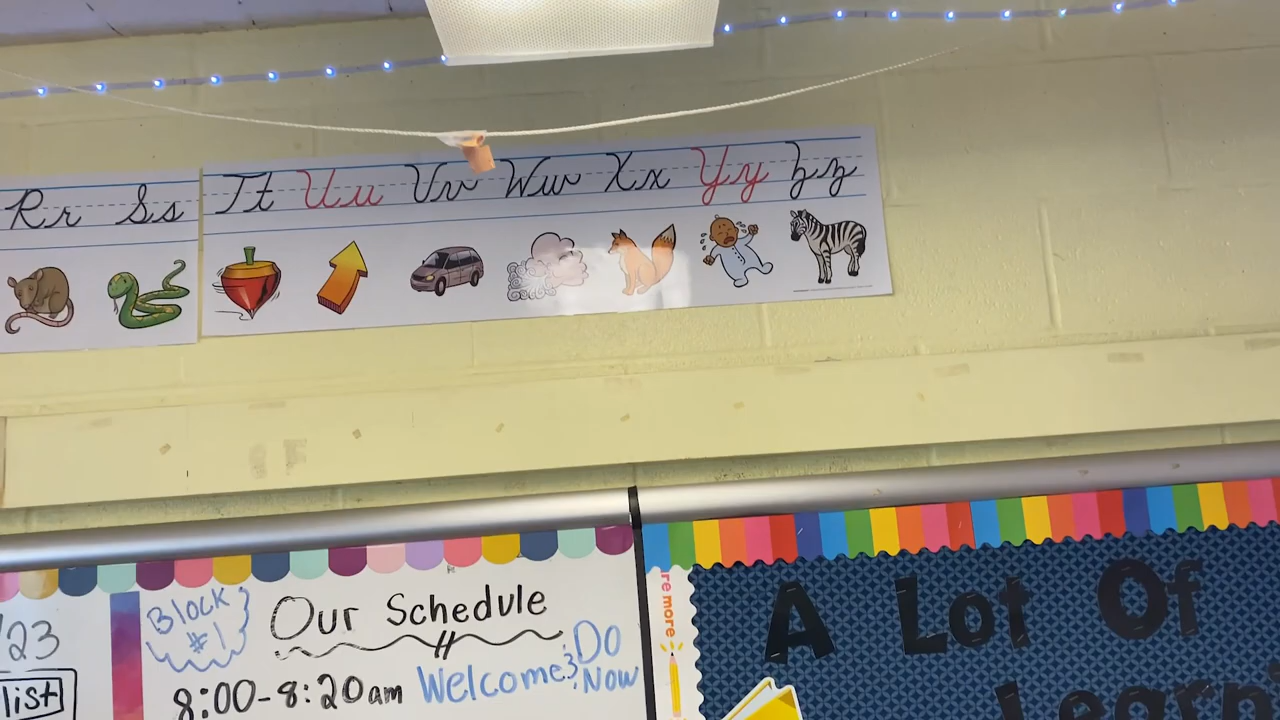 Rr Ss Tt Uu Vv Ww Xx Yy Zz
/23
list
Block
#1
Our Schedule
8:00-8:20am Welcome & Do
Now
re more
A Lot Of